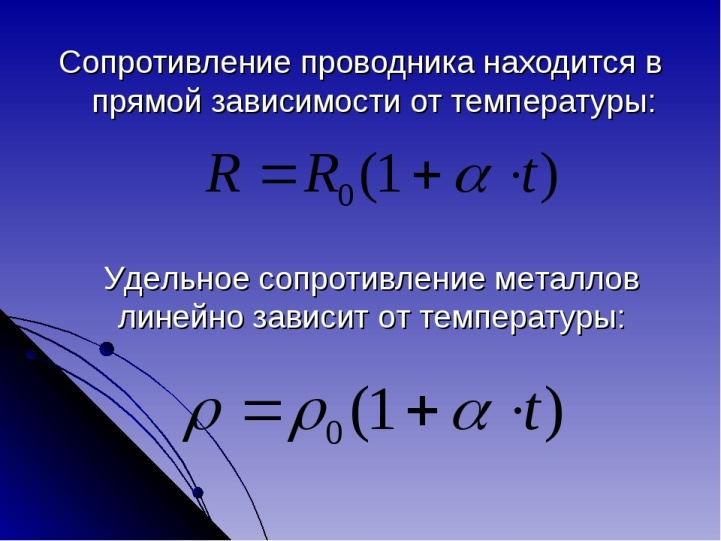 Сопротивление проводника находится в
прямой зависимости от температуры:
R = R₀(1 + α · t)
Удельное сопротивление металлов
линейно зависит от температуры:
ρ = ρ₀(1 + α · t)